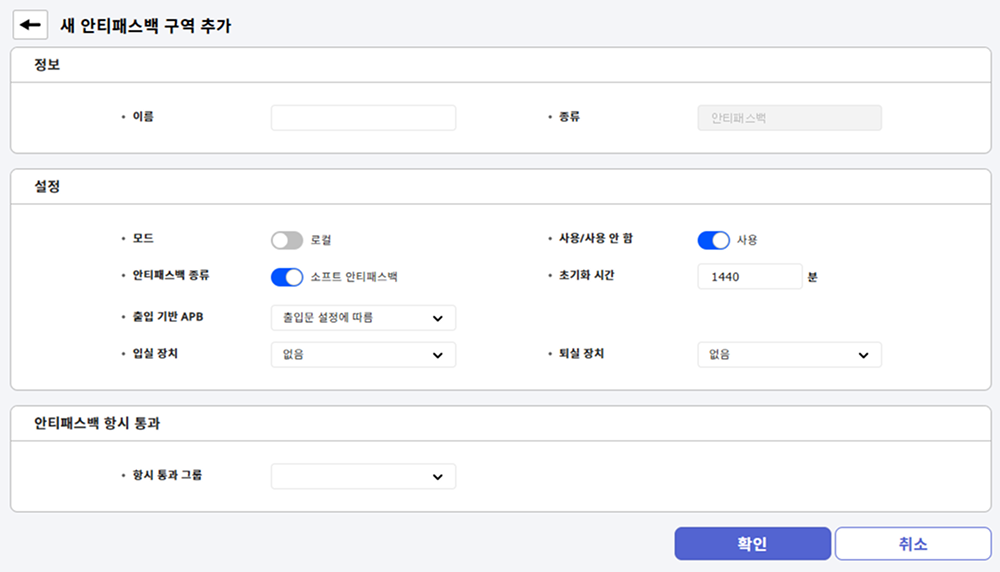 새 안티패스백 구역 추가
정보
• 이름
• 종류 안티패스백
설정
• 모드 로컬
• 사용/사용 안 함 사용
• 안티패스백 종류 소프트 안티패스백
• 초기화 시간 1440 분
• 출입 기반 APB 출입문 설정에 따름
• 입실 장치 없음
• 퇴실 장치 없음
안티패스백 항시 통과
• 항시 통과 그룹
확인
취소